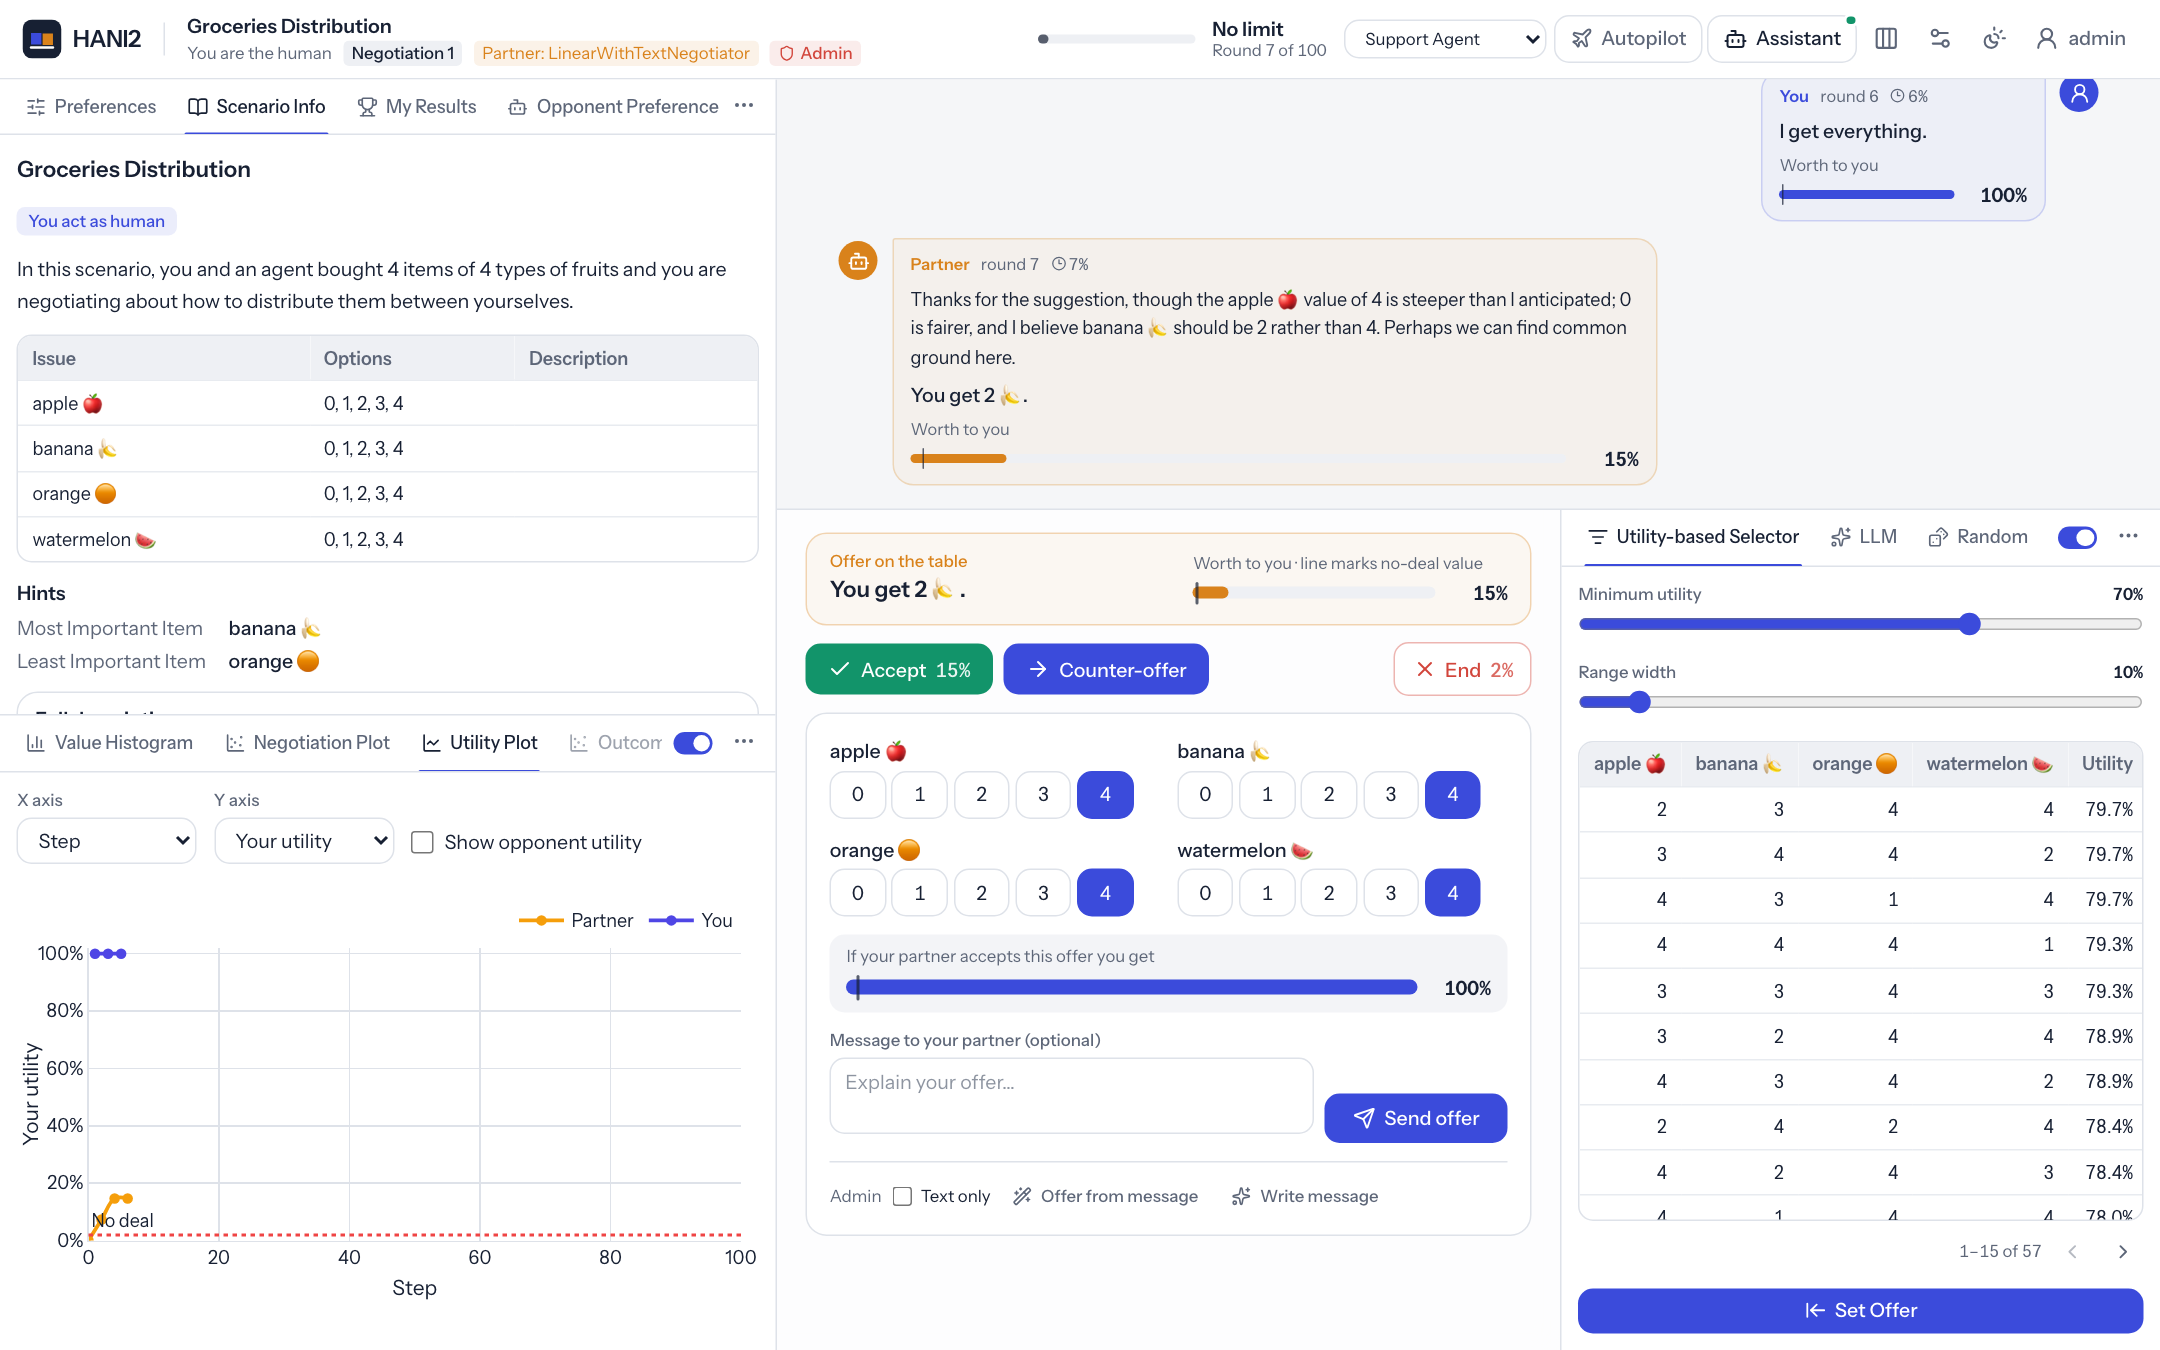 HANI2
Groceries Distribution
You are the human
Negotiation 1
Partner: LinearWithTextNegotiator
Admin
No limit
Round 7 of 100
Support Agent
Autopilot
Assistant
admin
Preferences
Scenario Info
My Results
Opponent Preference
Groceries Distribution
You act as human
In this scenario, you and an agent bought 4 items of 4 types of fruits and you are
negotiating about how to distribute them between yourselves.
Issue Options Description
apple 🍎 0, 1, 2, 3, 4
banana 🍌 0, 1, 2, 3, 4
orange 🟠 0, 1, 2, 3, 4
watermelon 🍉 0, 1, 2, 3, 4
Hints
Most Important Item banana 🍌
Least Important Item orange 🟠
Value Histogram
Negotiation Plot
Utility Plot
Outcom
X axis
Y axis
Step
Your utility
Show opponent utility
Partner
You
100%
80%
60%
40%
20%
0%
Your utility
No deal
0 20 40 60 80 100
Step
You round 6 6%
I get everything.
Worth to you
100%
Partner round 7 7%
Thanks for the suggestion, though the apple 🍎 value of 4 is steeper than I anticipated; 0
is fairer, and I believe banana 🍌 should be 2 rather than 4. Perhaps we can find common
ground here.
You get 2 🍌.
Worth to you
15%
Offer on the table
You get 2 🍌 .
Worth to you · line marks no-deal value
15%
Accept 15%
Counter-offer
End 2%
apple 🍎
0 1 2 3 4
banana 🍌
0 1 2 3 4
orange 🟠
0 1 2 3 4
watermelon 🍉
0 1 2 3 4
If your partner accepts this offer you get
100%
Message to your partner (optional)
Explain your offer...
Send offer
Admin
Text only
Offer from message
Write message
Utility-based Selector
LLM
Random
Minimum utility 70%
Range width 10%
apple 🍎 banana 🍌 orange 🟠 watermelon 🍉 Utility
2 3 4 4 79.7%
3 4 4 2 79.7%
4 3 1 4 79.7%
4 4 4 1 79.3%
3 3 4 3 79.3%
3 2 4 4 78.9%
4 3 4 2 78.9%
2 4 2 4 78.4%
4 2 4 3 78.4%
4 1 4 4 78.0%
1–15 of 57
Set Offer